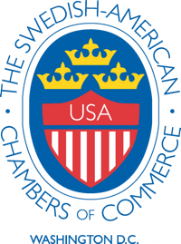 · THE SWEDISH-AMERICAN ·
USA
CHAMBERS OF COMMERCE
WASHINGTON D.C.